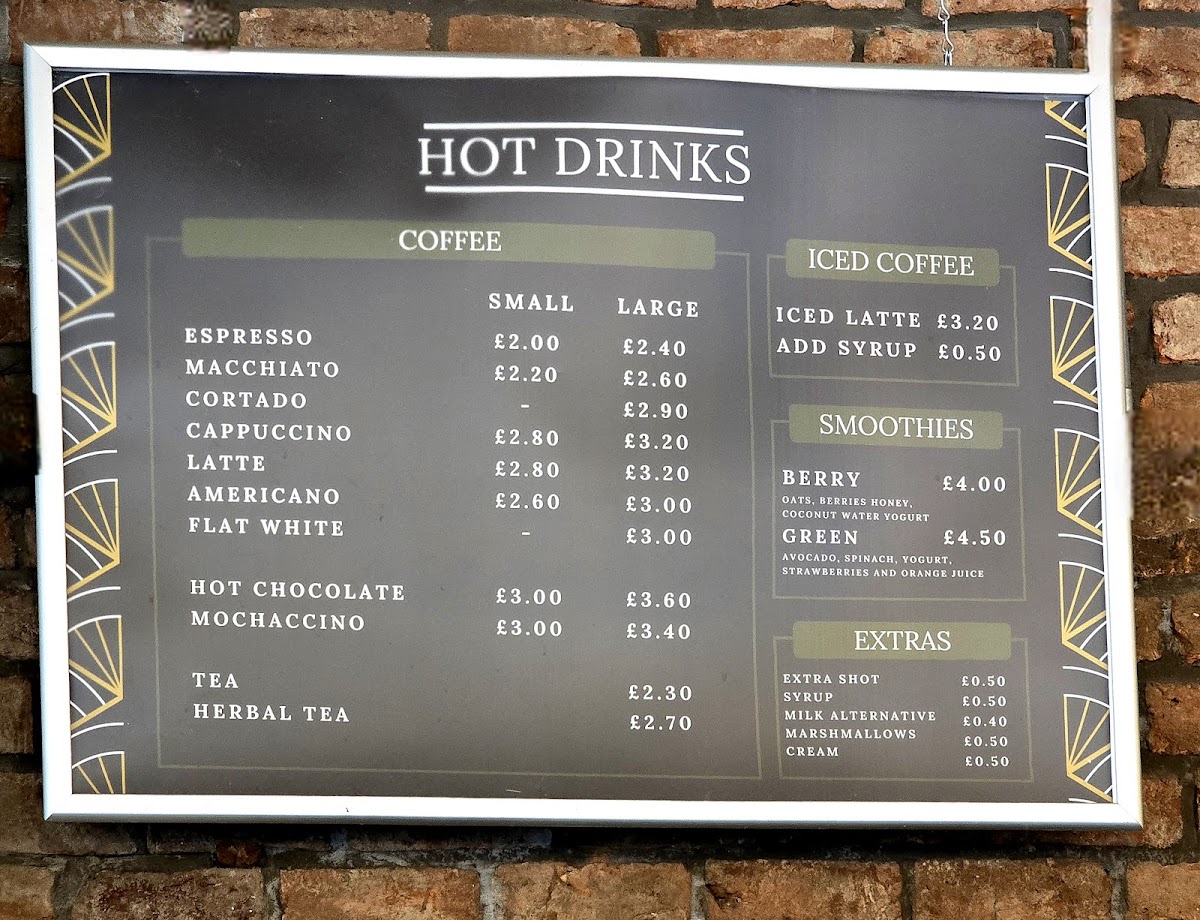 HOT DRINKS
COFFEE
SMALL LARGE
ESPRESSO £2.00 £2.40
MACCHIATO £2.20 £2.60
CORTADO - £2.90
CAPPUCCINO £2.80 £3.20
LATTE £2.80 £3.20
AMERICANO £2.60 £3.00
FLAT WHITE - £3.00
HOT CHOCOLATE £3.00 £3.60
MOCHACCINO £3.00 £3.40
TEA £2.30
HERBAL TEA £2.70
ICED COFFEE
ICED LATTE £3.20
ADD SYRUP £0.50
SMOOTHIES
BERRY £4.00
OATS, BERRIES HONEY,
COCONUT WATER YOGURT
GREEN £4.50
AVOCADO, SPINACH, YOGURT,
STRAWBERRIES AND ORANGE JUICE
EXTRAS
EXTRA SHOT £0.50
SYRUP £0.50
MILK ALTERNATIVE £0.40
MARSHMALLOWS £0.50
CREAM £0.50